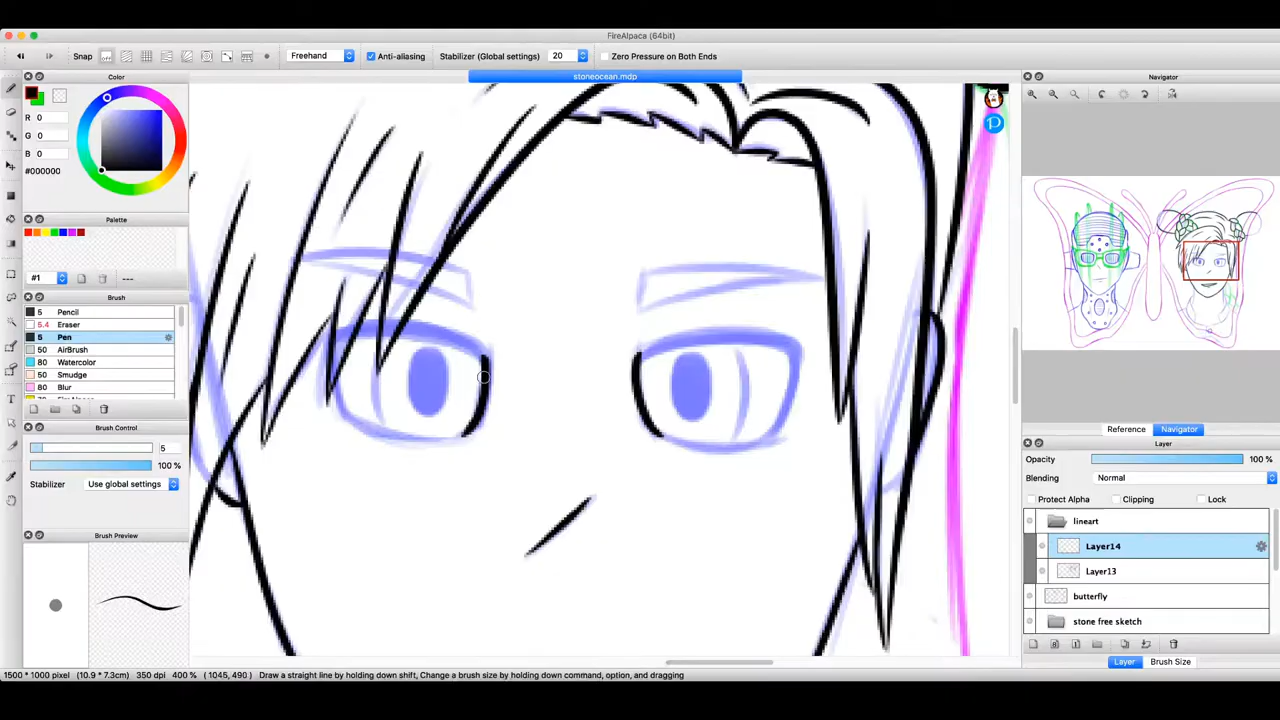 FireAlpaca (64bit)
Snap Freehand Anti-aliasing Stabilizer (Global settings) 20 Zero Pressure on Both Ends
stoneocean.mdp
Color
R 0
G 0
B 0
#000000
Palette
#1 ---
Brush
5 Pencil
5.4 Eraser
5 Pen
50 AirBrush
80 Watercolor
50 Smudge
80 Blur
Brush Control
5
100 %
Stabilizer Use global settings
Brush Preview
Navigator
Reference Navigator
Layer
Opacity 100 %
Blending Normal
Protect Alpha Clipping Lock
lineart
Layer14
Layer13
butterfly
stone free sketch
Layer Brush Size
1500 * 1000 pixel (10.9 * 7.3cm) 350 dpi 400 % ( 1045, 490) Draw a straight line by holding down shift, Change a brush size by holding down command, option, and dragging